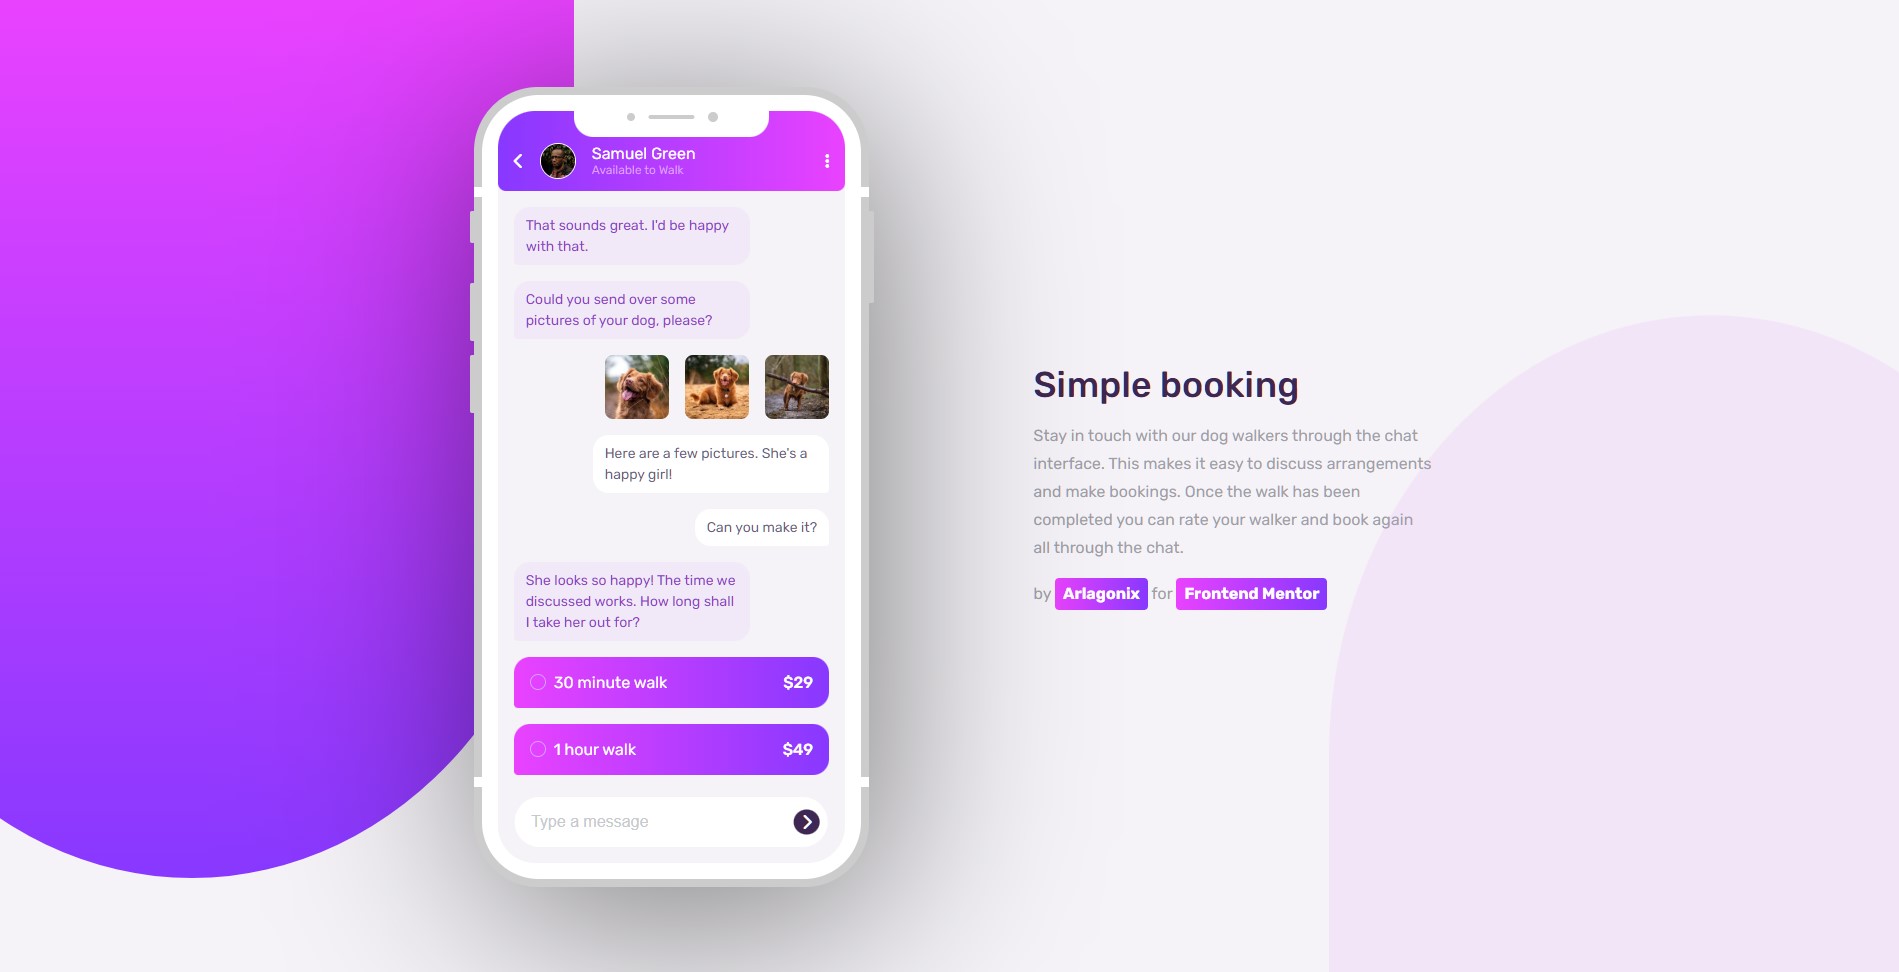 Samuel Green
Available to Walk
That sounds great. I'd be happy
with that.
Could you send over some
pictures of your dog, please?
Here are a few pictures. She's a
happy girl!
Can you make it?
She looks so happy! The time we
discussed works. How long shall
I take her out for?
30 minute walk $29
1 hour walk $49
Type a message
Simple booking
Stay in touch with our dog walkers through the chat
interface. This makes it easy to discuss arrangements
and make bookings. Once the walk has been
completed you can rate your walker and book again
all through the chat.
by Arlagonix for Frontend Mentor